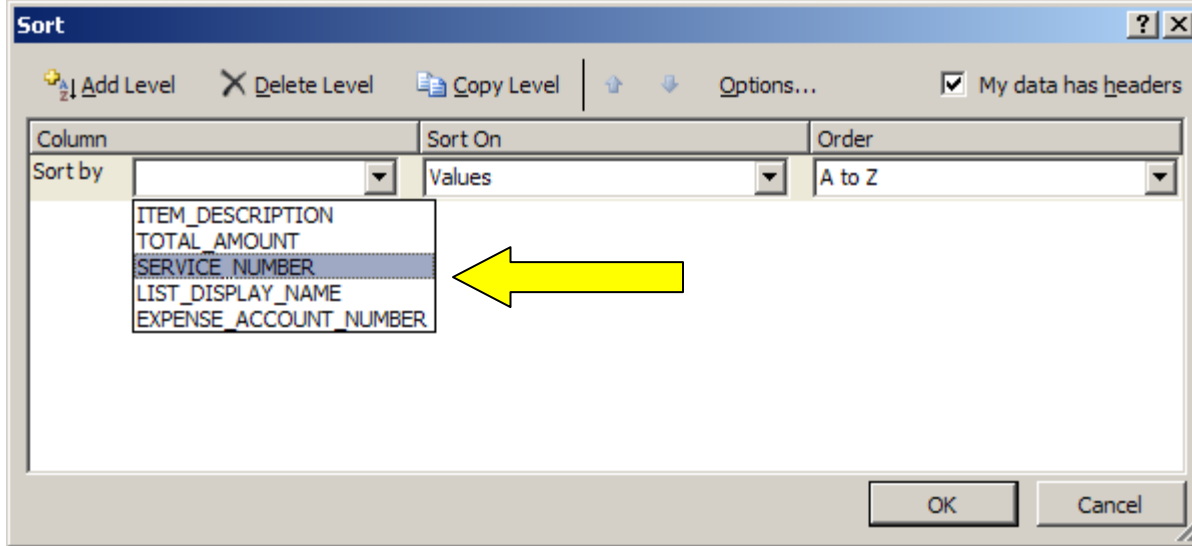 Sort
Add Level Delete Level Copy Level Options... My data has headers
Column Sort On Order
Sort by Values A to Z
ITEM_DESCRIPTION
TOTAL_AMOUNT
SERVICE_NUMBER
LIST_DISPLAY_NAME
EXPENSE_ACCOUNT_NUMBER
OK Cancel